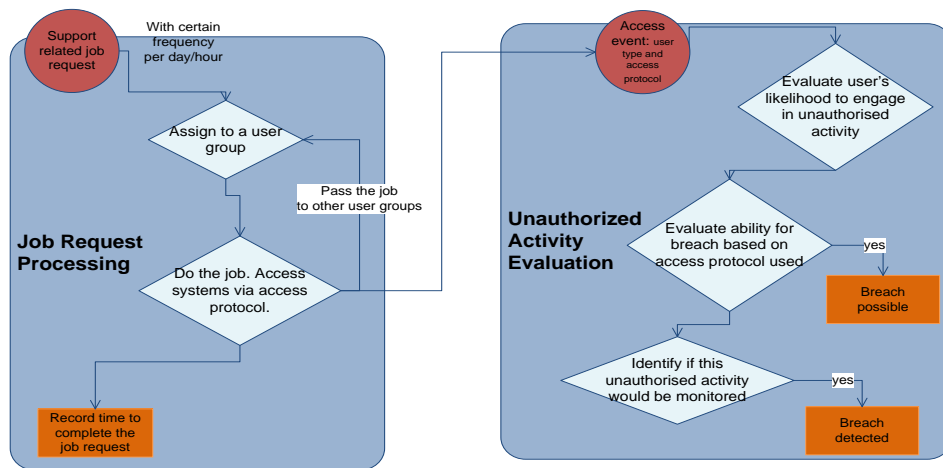 Support
related job
request
With certain
frequency
per day/hour
Assign to a user
group
Pass the job
to other user groups
Job Request
Processing
Do the job. Access
systems via access
protocol.
Record time to
complete the
job request
Access
event: user
type and
access
protocol
Evaluate user's
likelihood to engage
in unauthorised
activity
Unauthorized
Activity
Evaluation
Evaluate ability for
breach based on
access protocol used
yes
Breach
possible
Identify if this
unauthorised activity
would be monitored
yes
Breach
detected